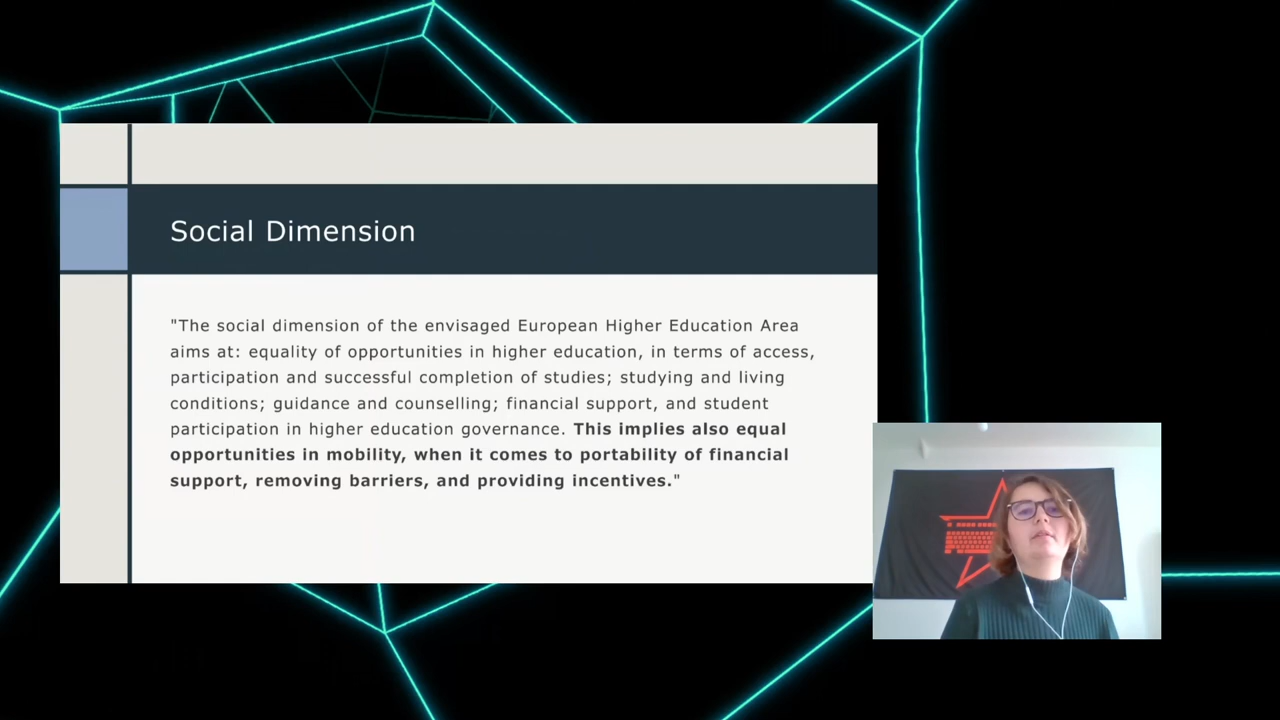 Social Dimension
"The social dimension of the envisaged European Higher Education Area
aims at: equality of opportunities in higher education, in terms of access,
participation and successful completion of studies; studying and living
conditions; guidance and counselling; financial support, and student
participation in higher education governance. This implies also equal
opportunities in mobility, when it comes to portability of financial
support, removing barriers, and providing incentives."